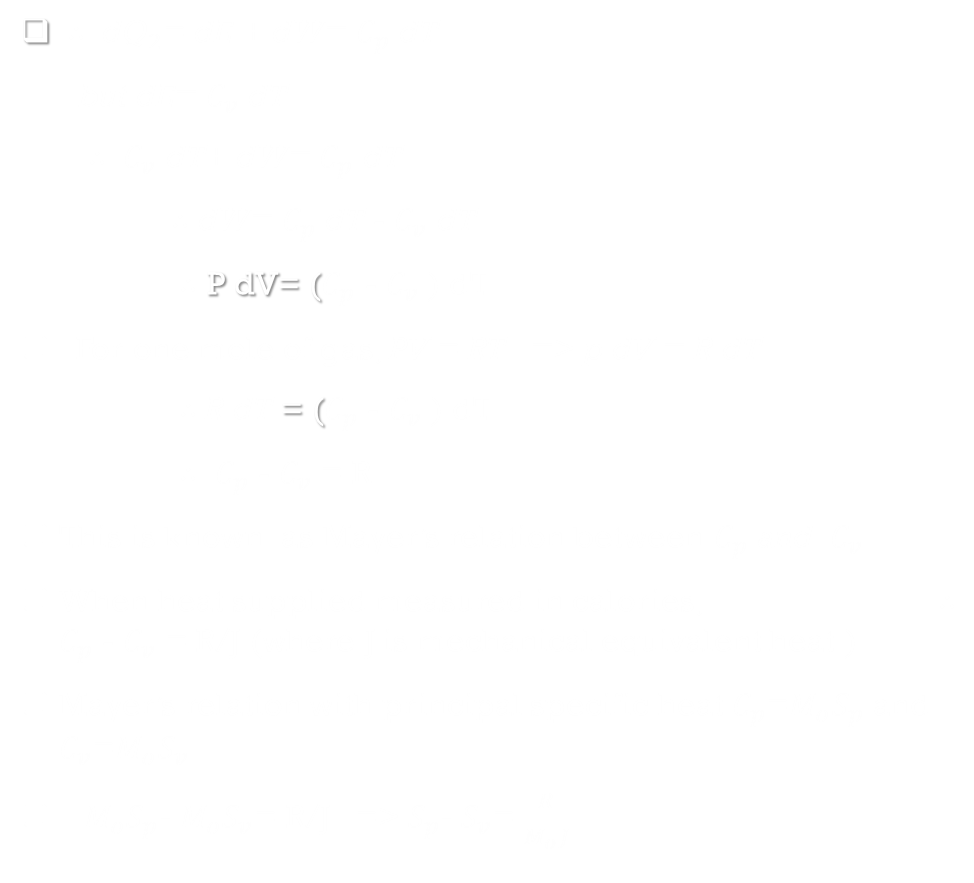 ❑
P dV= (
= (